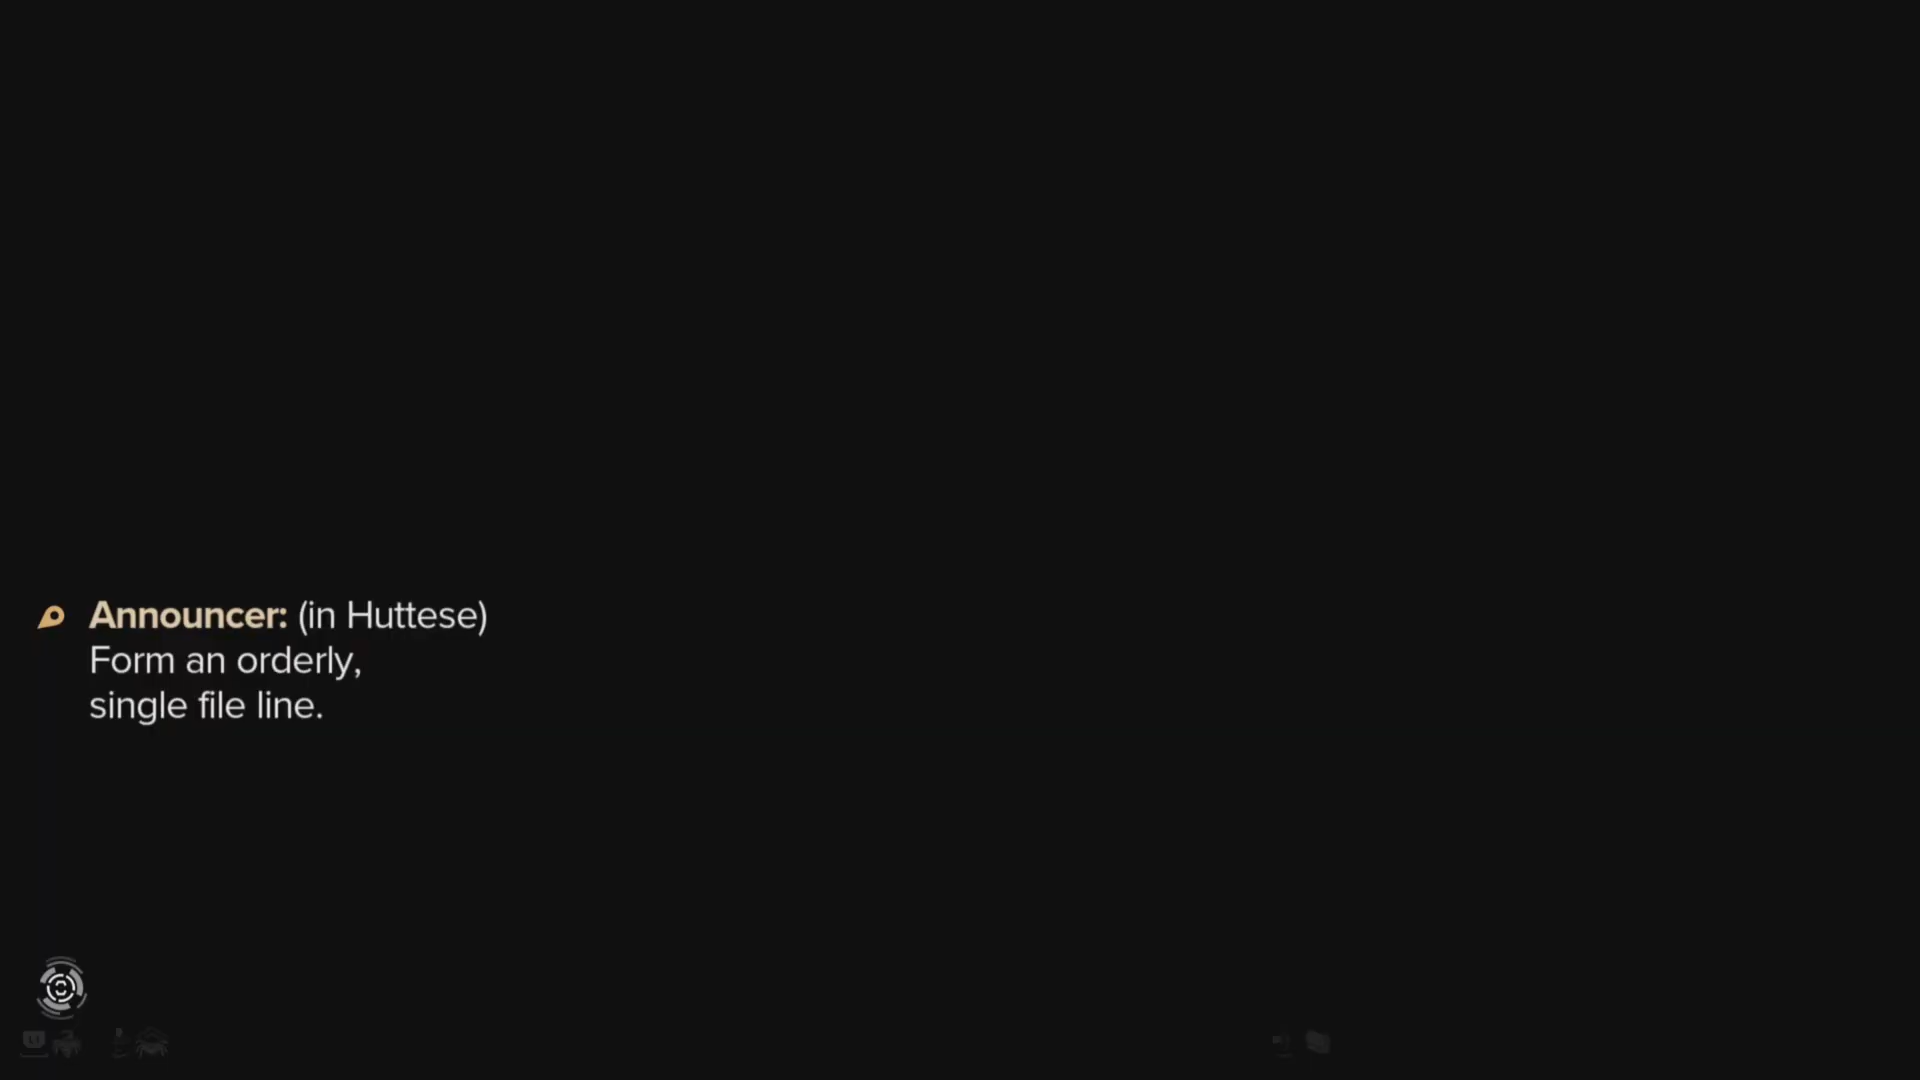 Announcer: (in Huttese)
Form an orderly,
single file line.